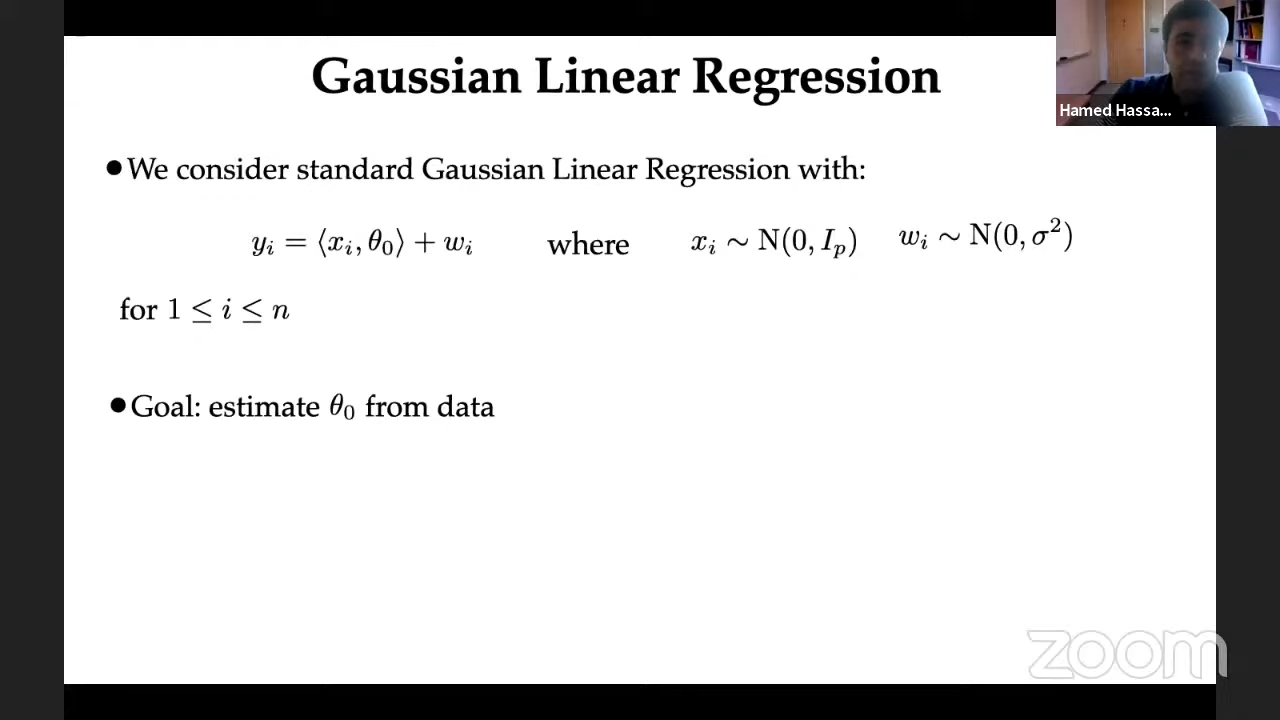 Gaussian Linear Regression
Hamed Hassa...
●We consider standard Gaussian Linear Regression with:
yᵢ = ⟨xᵢ, θ₀⟩ + wᵢ where xᵢ ∼ N(0, Iₚ) wᵢ ∼ N(0, σ²)
for 1 ≤ i ≤ n
●Goal: estimate θ₀ from data
zoom